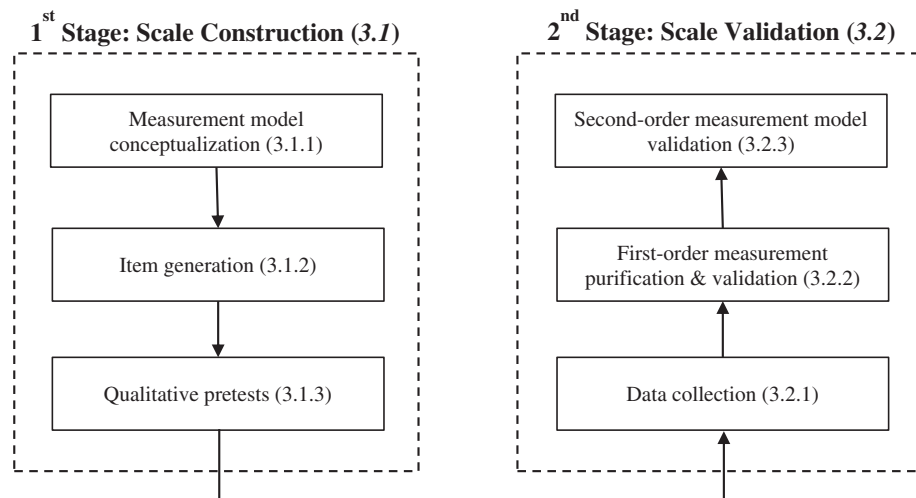 1st Stage: Scale Construction (3.1)
Measurement model
conceptualization (3.1.1)
Item generation (3.1.2)
Qualitative pretests (3.1.3)
2nd Stage: Scale Validation (3.2)
Second-order measurement model
validation (3.2.3)
First-order measurement
purification & validation (3.2.2)
Data collection (3.2.1)